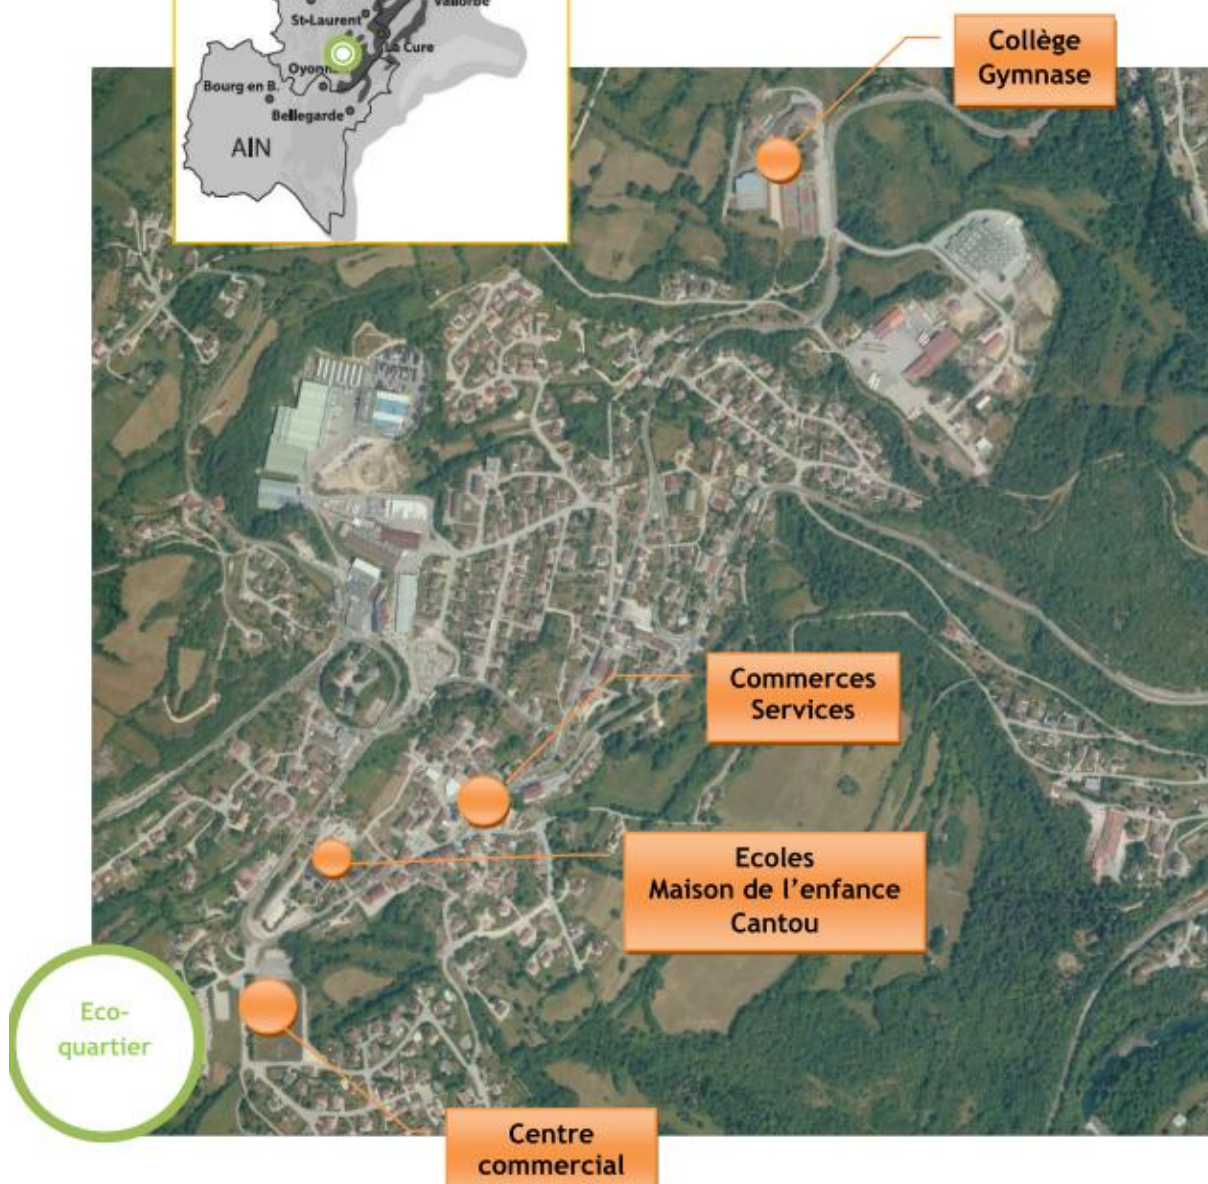 Vallorbe
St-Laurent
La Cure
Bourg en B.
Bellegarde
AIN
Collège
Gymnase
Commerces
Services
Ecoles
Maison de l'enfance
Cantou
Eco-
quartier
Centre
commercial